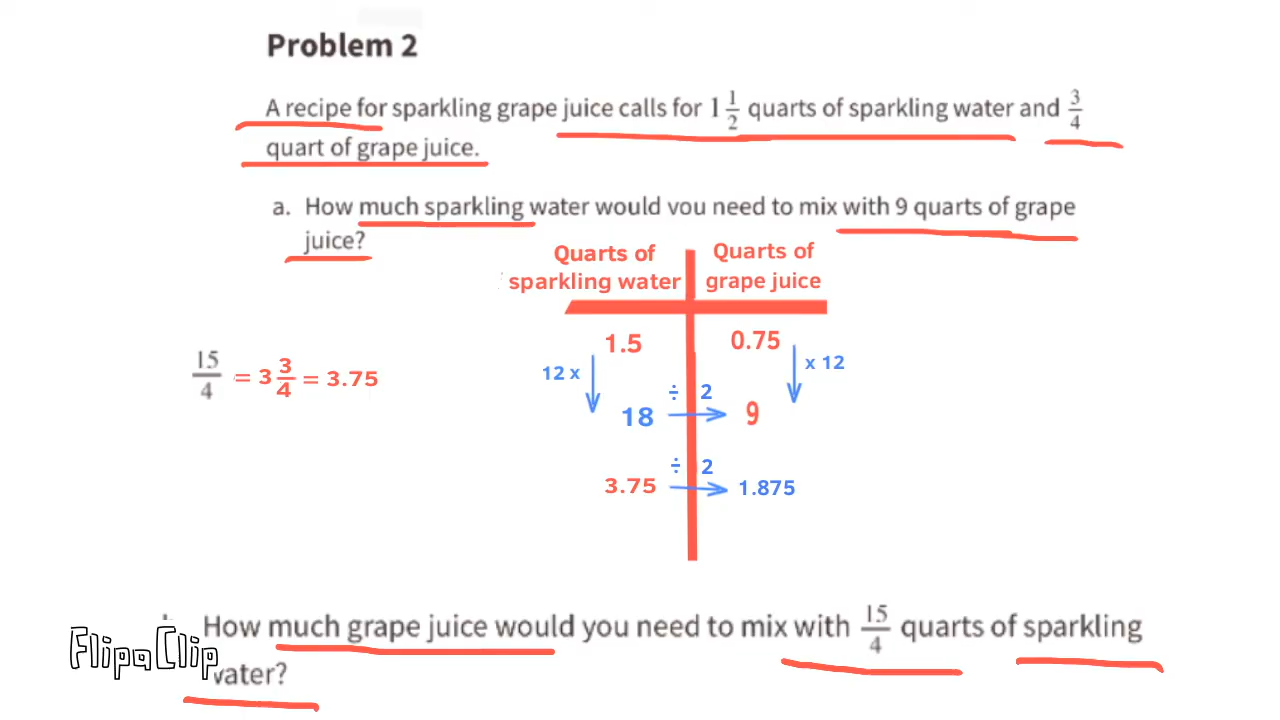 Problem 2
A recipe for sparkling grape juice calls for 1 1/2 quarts of sparkling water and 3/4
quart of grape juice.
a. How much sparkling water would you need to mix with 9 quarts of grape
juice?
Quarts of
sparkling water
Quarts of
grape juice
1.5 0.75
15/4 = 3 3/4 = 3.75
12 x
x 12
÷ 2
18 9
÷ 2
3.75 1.875
How much grape juice would you need to mix with 15/4 quarts of sparkling
water?
FlipaClip